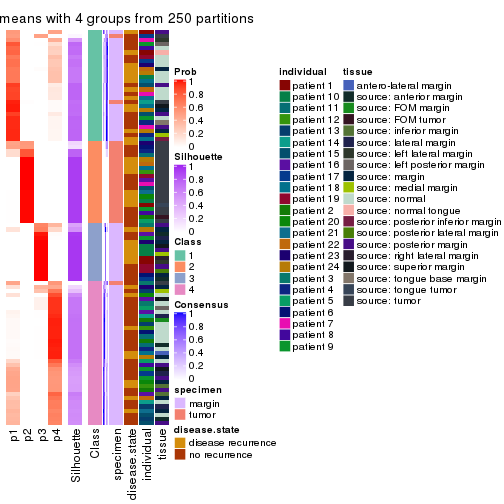 means with 4 groups from 250 partitions
Prob
1
0.8
0.6
0.4
0.2
0
Silhouette
1
0.8
0.6
0.4
0.2
0
Class
1
2
3
4
Consensus
1
0.8
0.6
0.4
0.2
0
specimen
margin
tumor
disease.state
disease recurrence
no recurrence
individual
patient 1
patient 10
patient 11
patient 12
patient 13
patient 14
patient 15
patient 16
patient 17
patient 18
patient 19
patient 2
patient 20
patient 21
patient 22
patient 23
patient 24
patient 3
patient 4
patient 5
patient 6
patient 7
patient 8
patient 9
tissue
antero-lateral margin
source: anterior margin
source: FOM margin
source: FOM tumor
source: inferior margin
source: lateral margin
source: left lateral margin
source: left posterior margin
source: margin
source: medial margin
source: normal
source: normal tongue
source: posterior inferior margin
source: posterior lateral margin
source: posterior margin
source: right lateral margin
source: superior margin
source: tongue base margin
source: tongue tumor
source: tumor
p1
p2
p3
p4
Silhouette
Class
specimen
disease.state
individual
tissue